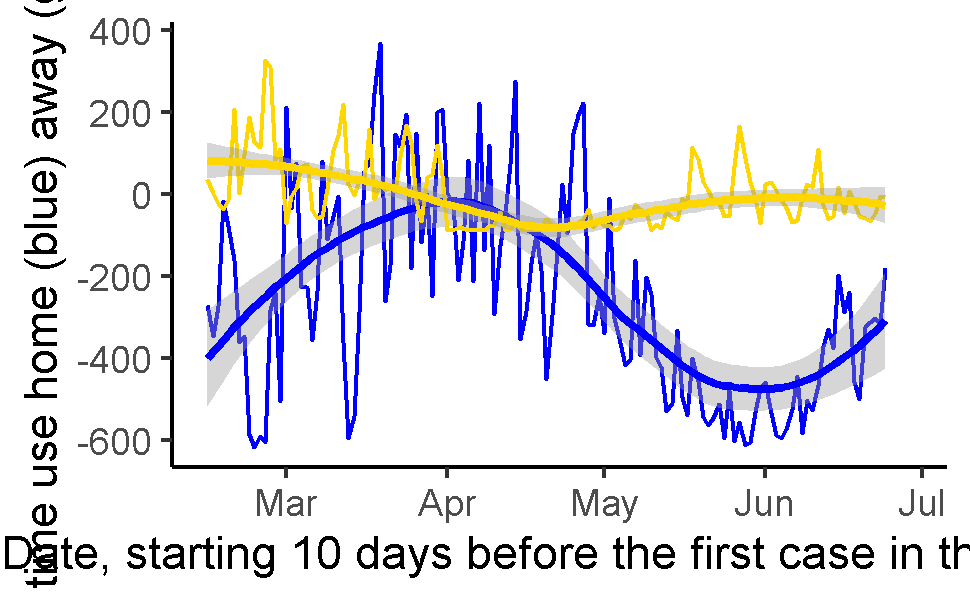 time use home (blue) away (
400
200
0
-200
-400
-600
Mar Apr May Jun Jul
Date, starting 10 days before the first case in th